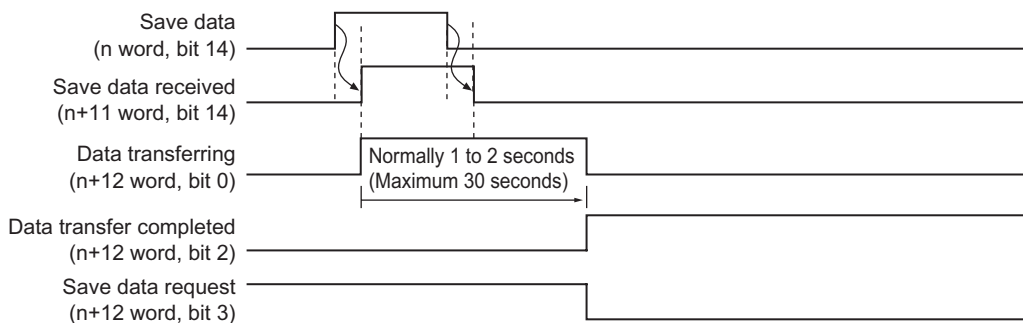 Save data
(n word, bit 14)
Save data received
(n+11 word, bit 14)
Data transferring
(n+12 word, bit 0)
Normally 1 to 2 seconds
(Maximum 30 seconds)
Data transfer completed
(n+12 word, bit 2)
Save data request
(n+12 word, bit 3)